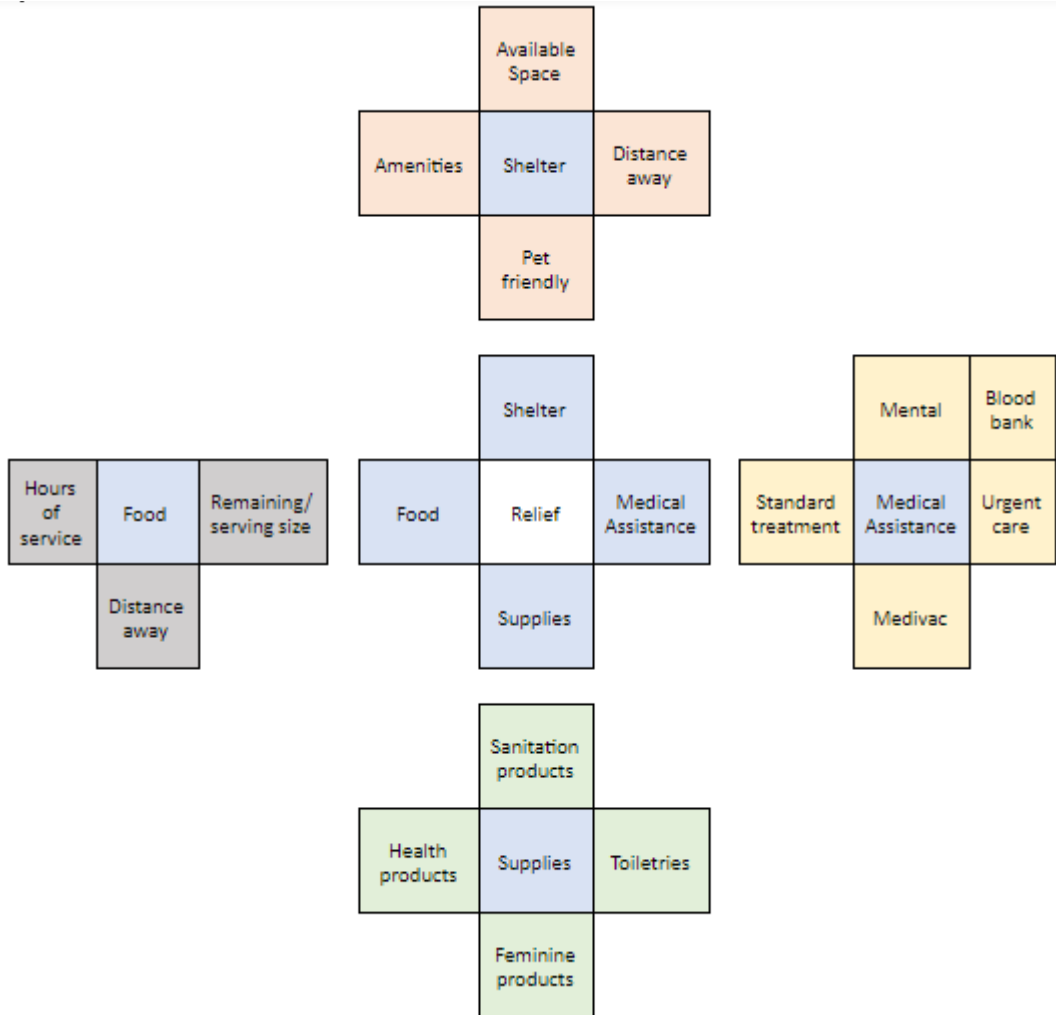 Available
Space
Amenities
Shelter
Distance
away
Pet
friendly
Shelter
Food
Relief
Medical
Assistance
Supplies
Hours
of
service
Food
Remaining/
serving size
Distance
away
Mental
Blood
bank
Standard
treatment
Medical
Assistance
Urgent
care
Medivac
Sanitation
products
Health
products
Supplies
Toiletries
Feminine
products